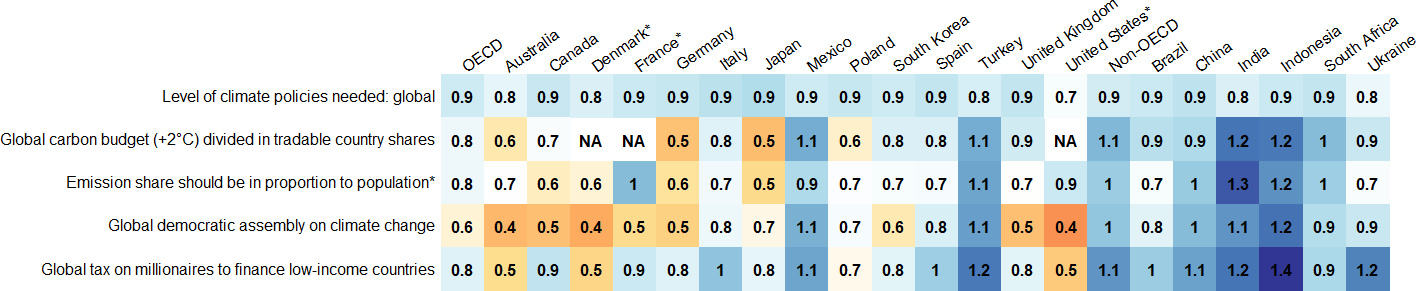 OECD Australia Canada Denmark* France* Germany Italy Japan Mexico Poland South Korea Spain Turkey United Kingdom United States* Non-OECD Brazil China India Indonesia South Africa Ukraine
Level of climate policies needed: global 0.9 0.8 0.9 0.8 0.9 0.9 0.9 0.9 0.9 0.9 0.9 0.9 0.8 0.9 0.7 0.9 0.9 0.9 0.8 0.9 0.9 0.8
Global carbon budget (+2°C) divided in tradable country shares 0.8 0.6 0.7 NA NA 0.5 0.8 0.5 1.1 0.6 0.8 0.8 1.1 0.9 NA 1.1 0.9 0.9 1.2 1.2 1 0.9
Emission share should be in proportion to population* 0.8 0.7 0.6 0.6 1 0.6 0.7 0.5 0.9 0.7 0.7 0.7 1.1 0.7 0.9 1 0.7 1 1.3 1.2 1 0.7
Global democratic assembly on climate change 0.6 0.4 0.5 0.4 0.5 0.5 0.8 0.7 1.1 0.7 0.6 0.8 1.1 0.5 0.4 1 0.8 1 1.1 1.2 0.9 0.9
Global tax on millionaires to finance low-income countries 0.8 0.5 0.9 0.5 0.9 0.8 1 0.8 1.1 0.7 0.8 1 1.2 0.8 0.5 1.1 1 1.1 1.2 1.4 0.9 1.2